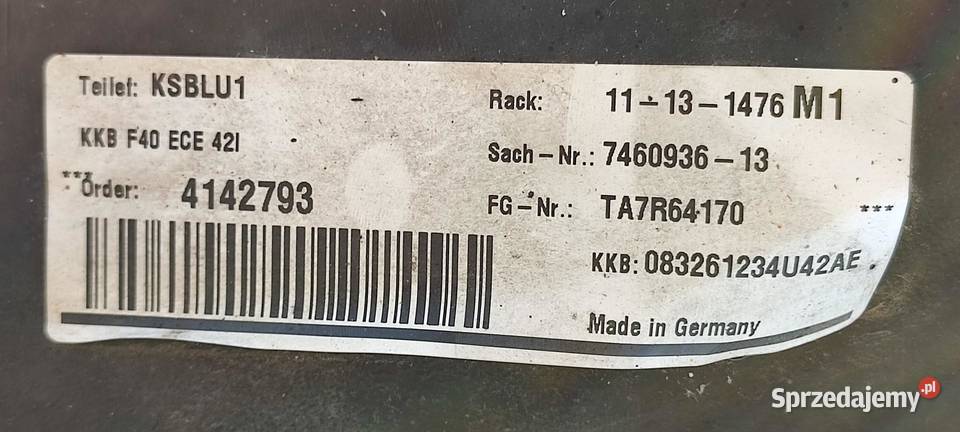 Teilef: KSBLU1
KKB F40 ECE 42l
*** Order: 4142793
Rack: 11-13-1476 M1
Sach-Nr.: 7460936-13
FG-Nr.: TA7R64170 ***
KKB: 083261234U42AE
Made in Germany
Sprzedajemy.pl